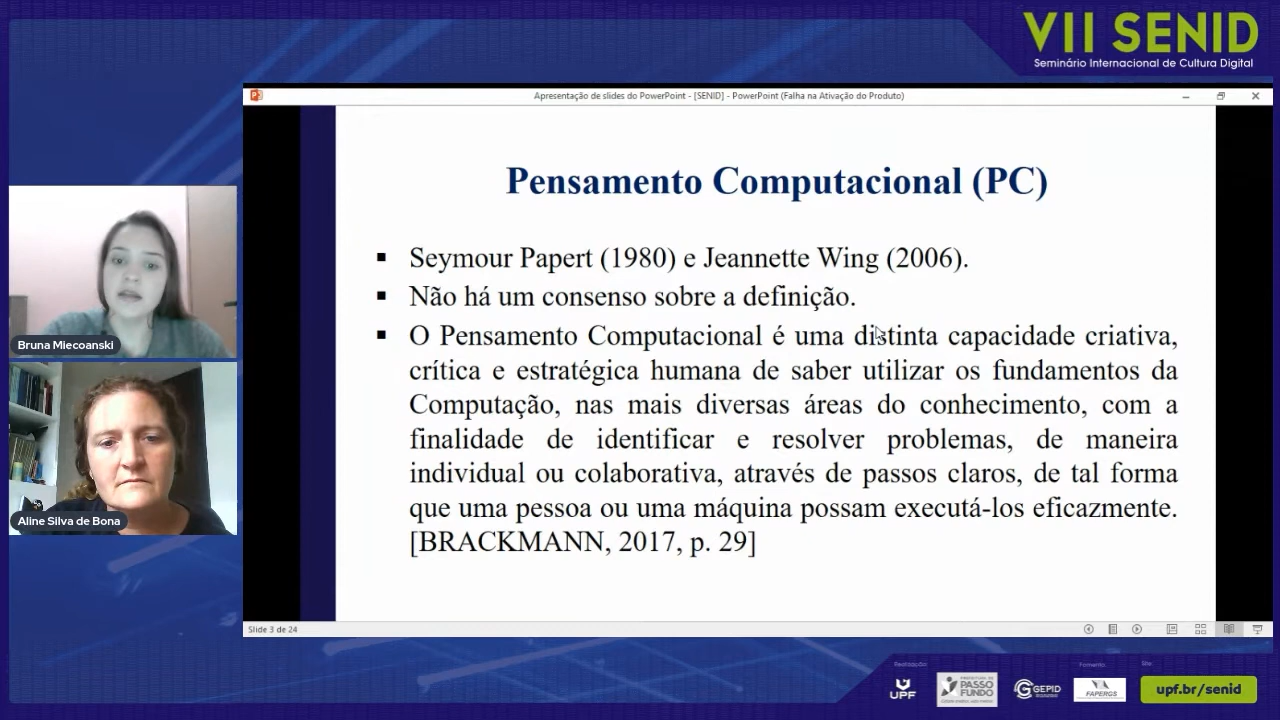 VII SENID
Seminário Internacional de Cultura Digital
Apresentação de slides do PowerPoint - [SENID] - PowerPoint (Falha na Ativação do Produto)
Pensamento Computacional (PC)
▪ Seymour Papert (1980) e Jeannette Wing (2006).
▪ Não há um consenso sobre a definição.
▪ O Pensamento Computacional é uma distinta capacidade criativa,
crítica e estratégica humana de saber utilizar os fundamentos da
Computação, nas mais diversas áreas do conhecimento, com a
finalidade de identificar e resolver problemas, de maneira
individual ou colaborativa, através de passos claros, de tal forma
que uma pessoa ou uma máquina possam executá-los eficazmente.
[BRACKMANN, 2017, p. 29]
Bruna Miecoanski
Aline Silva de Bona
Slide 3 de 24
Realização:
UPF
PASSO
FUNDO
GEPID
Fomento:
FAPERGS
Site:
upf.br/senid